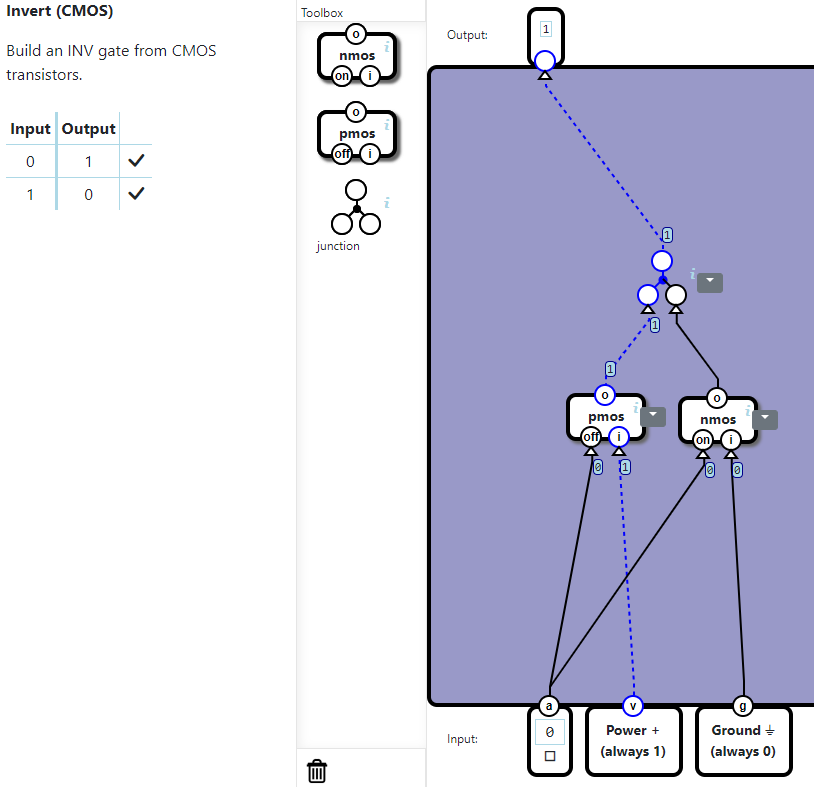 Invert (CMOS)
Build an INV gate from CMOS
transistors.
Input Output
0 1
1 0
Toolbox
o
nmos
i
on i
o
pmos
i
off i
i
junction
Output:
1
1
i
1
1
o
pmos
i
off i
0 1
o
nmos
i
on i
0 0
Input:
a
0
v
Power +
(always 1)
g
Ground ⏚
(always 0)